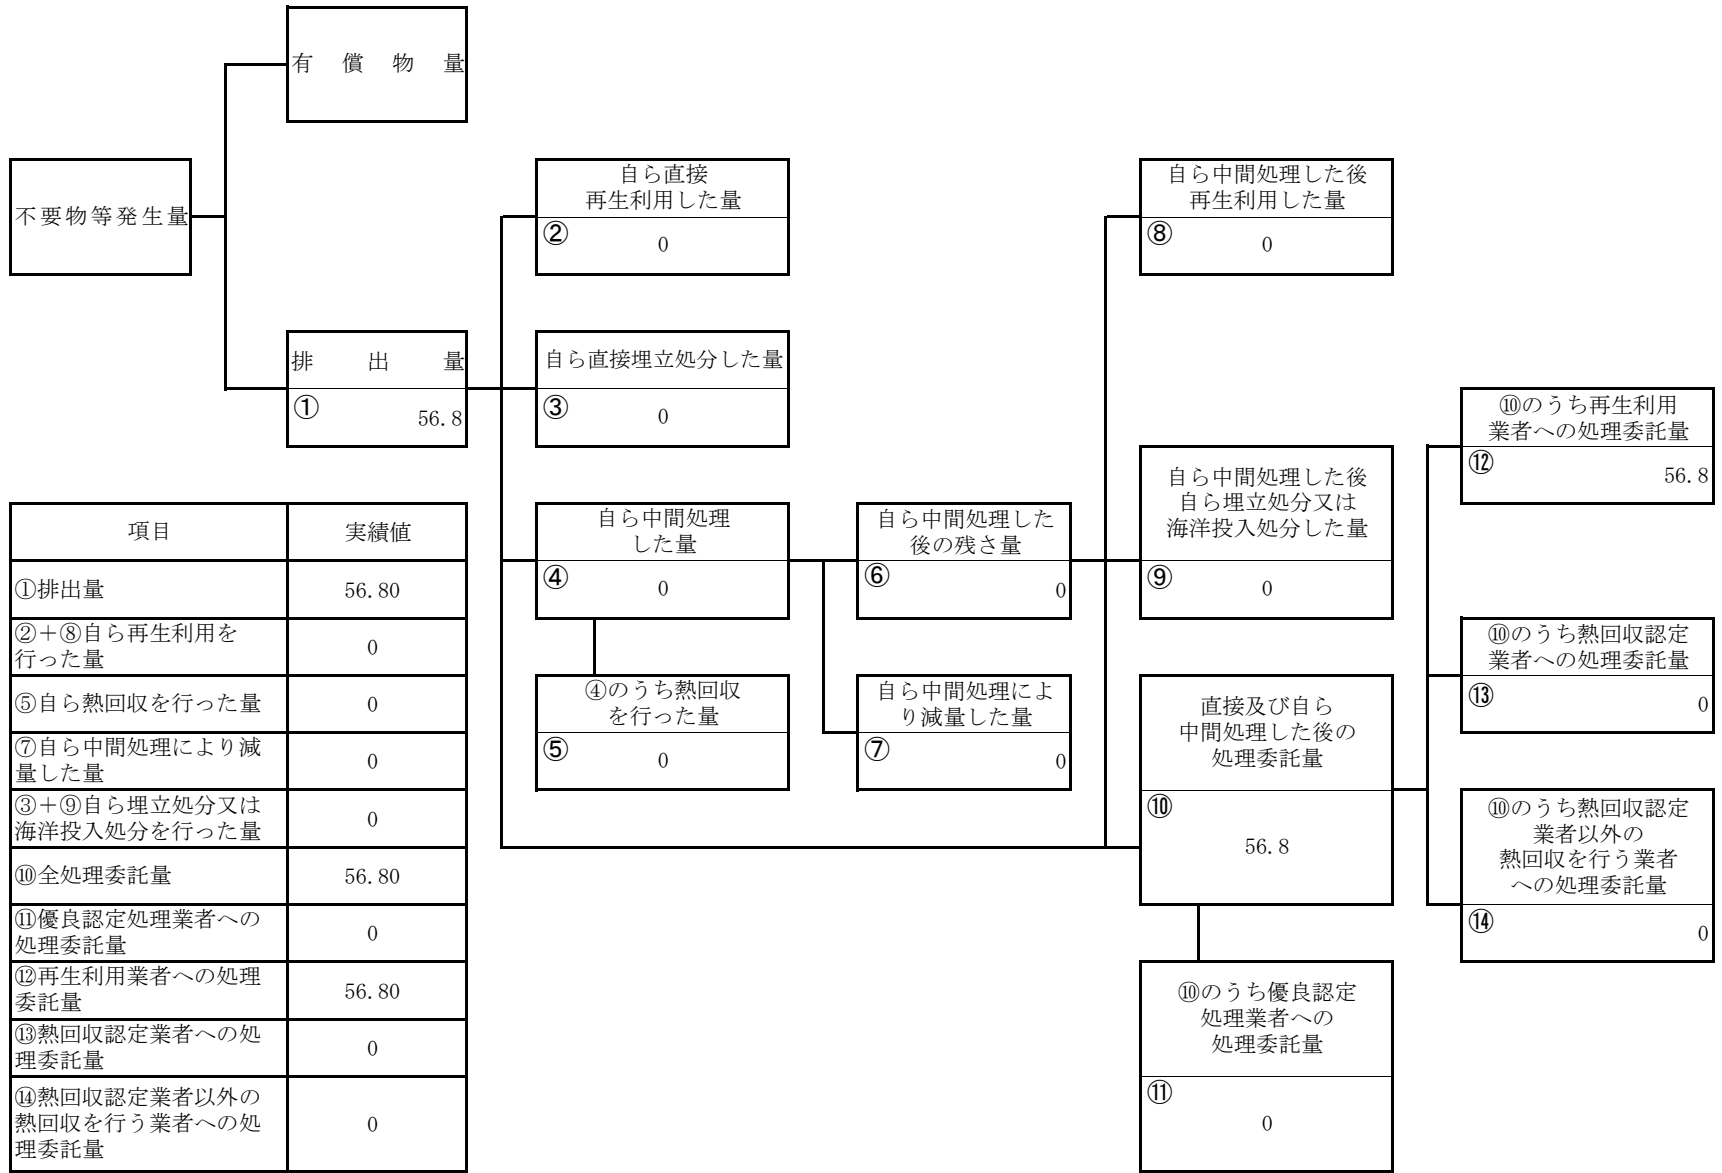 有償物量
不要物等発生量
排出量
①
56.8
自ら直接
再生利用した量
②
0
自ら直接埋立処分した量
③
0
自ら中間処理
した量
④
0
④のうち熱回収
を行った量
⑤
0
自ら中間処理した
後の残さ量
⑥
0
自ら中間処理によ
り減量した量
⑦
0
自ら中間処理した後
再生利用した量
⑧
0
自ら中間処理した後
自ら埋立処分又は
海洋投入処分した量
⑨
0
直接及び自ら
中間処理した後の
処理委託量
⑩
56.8
⑩のうち優良認定
処理業者への
処理委託量
⑪
0
⑩のうち再生利用
業者への処理委託量
⑫
56.8
⑩のうち熱回収認定
業者への処理委託量
⑬
0
⑩のうち熱回収認定
業者以外の
熱回収を行う業者
への処理委託量
⑭
0
項目 実績値
①排出量 56.80
②＋⑧自ら再生利用を
行った量
0
⑤自ら熱回収を行った量 0
⑦自ら中間処理により減
量した量
0
③＋⑨自ら埋立処分又は
海洋投入処分を行った量
0
⑩全処理委託量 56.80
⑪優良認定処理業者への
処理委託量
0
⑫再生利用業者への処理
委託量
56.80
⑬熱回収認定業者への処
理委託量
0
⑭熱回収認定業者以外の
熱回収を行う業者への処
理委託量
0